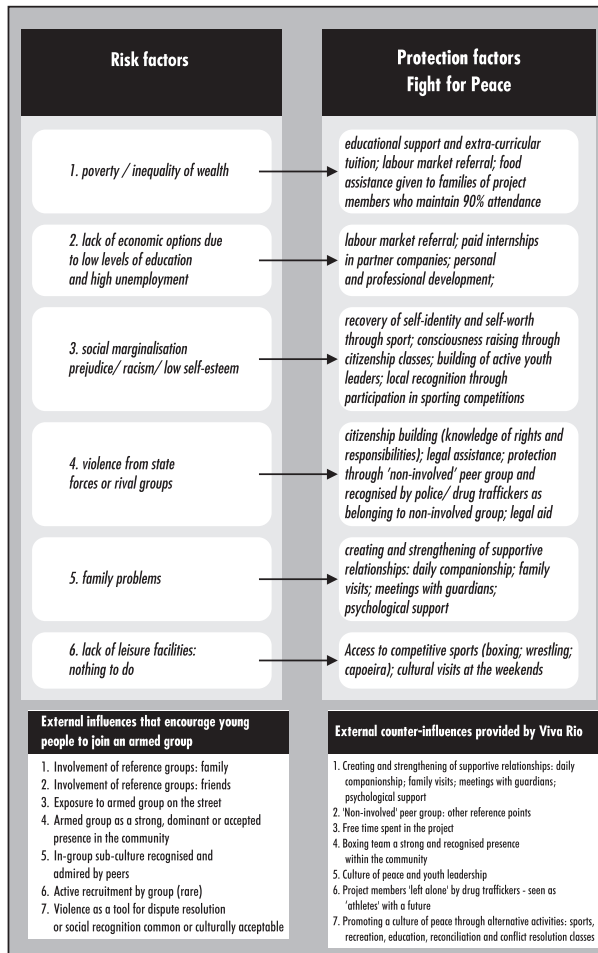 Risk factors
Protection factors
Fight for Peace
1. poverty / inequality of wealth
educational support and extra-curricular
tuition; labour market referral; food
assistance given to families of project
members who maintain 90% attendance
2. lack of economic options due
to low levels of education
and high unemployment
labour market referral; paid internships
in partner companies; personal
and professional development;
3. social marginalisation
prejudice/ racism/ low self-esteem
recovery of self-identity and self-worth
through sport; consciousness raising through
citizenship classes; building of active youth
leaders; local recognition through
participation in sporting competitions
4. violence from state
forces or rival groups
citizenship building (knowledge of rights and
responsibilities); legal assistance; protection
through 'non-involved' peer group and
recognised by police/ drug traffickers as
belonging to non-involved group; legal aid
5. family problems
creating and strengthening of supportive
relationships: daily companionship; family
visits; meetings with guardians;
psychological support
6. lack of leisure facilities:
nothing to do
Access to competitive sports (boxing; wrestling;
capoeira); cultural visits at the weekends
External influences that encourage young
people to join an armed group
1. Involvement of reference groups: family
2. Involvement of reference groups: friends
3. Exposure to armed group on the street
4. Armed group as a strong, dominant or accepted
presence in the community
5. In-group sub-culture recognised and
admired by peers
6. Active recruitment by group (rare)
7. Violence as a tool for dispute resolution
or social recognition common or culturally acceptable
External counter-influences provided by Viva Rio
1. Creating and strengthening of supportive relationships: daily
companionship; family visits; meetings with guardians;
psychological support
2. 'Non-involved' peer group: other reference points
3. Free time spent in the project
4. Boxing team a strong and recognised presence
within the community
5. Culture of peace and youth leadership
6. Project members 'left alone' by drug traffickers - seen as
'athletes' with a future
7. Promoting a culture of peace through alternative activities: sports,
recreation, education, reconciliation and conflict resolution classes